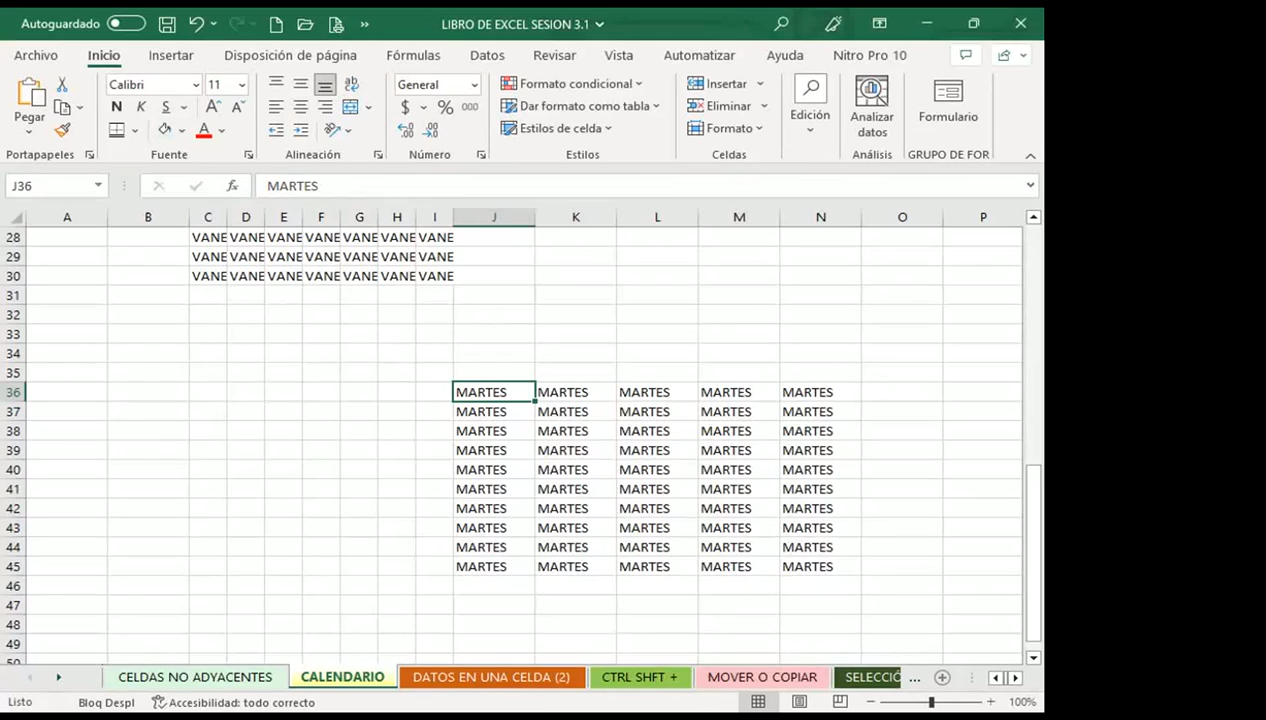 Autoguardado LIBRO DE EXCEL SESION 3.1
Archivo Inicio Insertar Disposición de página Fórmulas Datos Revisar Vista Automatizar Ayuda Nitro Pro 10
Pegar
Portapapeles
Calibri 11
N K S
A A
A
Fuente
ab
Alineación
General
$ % 000
Número
Formato condicional
Dar formato como tabla
Estilos de celda
Estilos
Insertar
Eliminar
Formato
Celdas
Edición
Analizar
datos
Análisis
Formulario
GRUPO DE FOR
J36 fx MARTES
A B C D E F G H I J K L M N O P
28 VANE VANE VANE VANE VANE VANE VANE
29 VANE VANE VANE VANE VANE VANE VANE
30 VANE VANE VANE VANE VANE VANE VANE
31
32
33
34
35
36 MARTES MARTES MARTES MARTES MARTES
37 MARTES MARTES MARTES MARTES MARTES
38 MARTES MARTES MARTES MARTES MARTES
39 MARTES MARTES MARTES MARTES MARTES
40 MARTES MARTES MARTES MARTES MARTES
41 MARTES MARTES MARTES MARTES MARTES
42 MARTES MARTES MARTES MARTES MARTES
43 MARTES MARTES MARTES MARTES MARTES
44 MARTES MARTES MARTES MARTES MARTES
45 MARTES MARTES MARTES MARTES MARTES
46
47
48
49
50
CELDAS NO ADYACENTES CALENDARIO DATOS EN UNA CELDA (2) CTRL SHFT + MOVER O COPIAR SELECCIÓ ...
Listo Bloq Despl Accesibilidad: todo correcto 100%